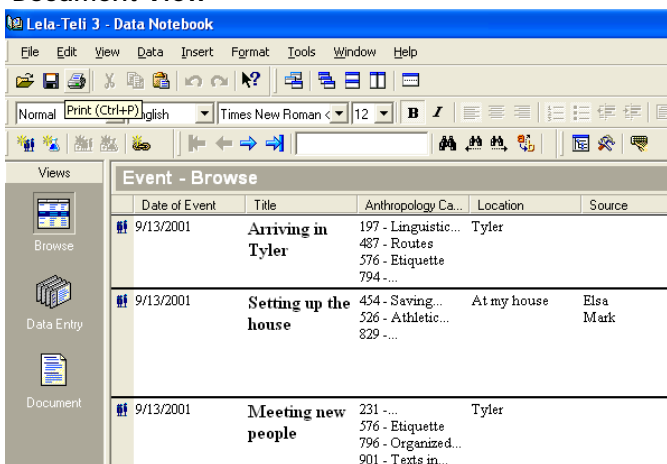 Document View
Lela-Teli 3 - Data Notebook
File Edit View Data Insert Format Tools Window Help
Normal Print (Ctrl+P) nglish Times New Roman < 12 B I
Views Event - Browse
Date of Event Title Anthropology Ca... Location Source
9/13/2001 Arriving in 197 - Linguistic... Tyler
Tyler 487 - Routes
Browse 576 - Etiquette
794 -...
9/13/2001 Setting up the 454 - Saving... At my house Elsa
house 526 - Athletic... Mark
Data Entry 829 -...
Document 9/13/2001 Meeting new 231 -... Tyler
people 576 - Etiquette
796 - Organized...
901 - Texts in...